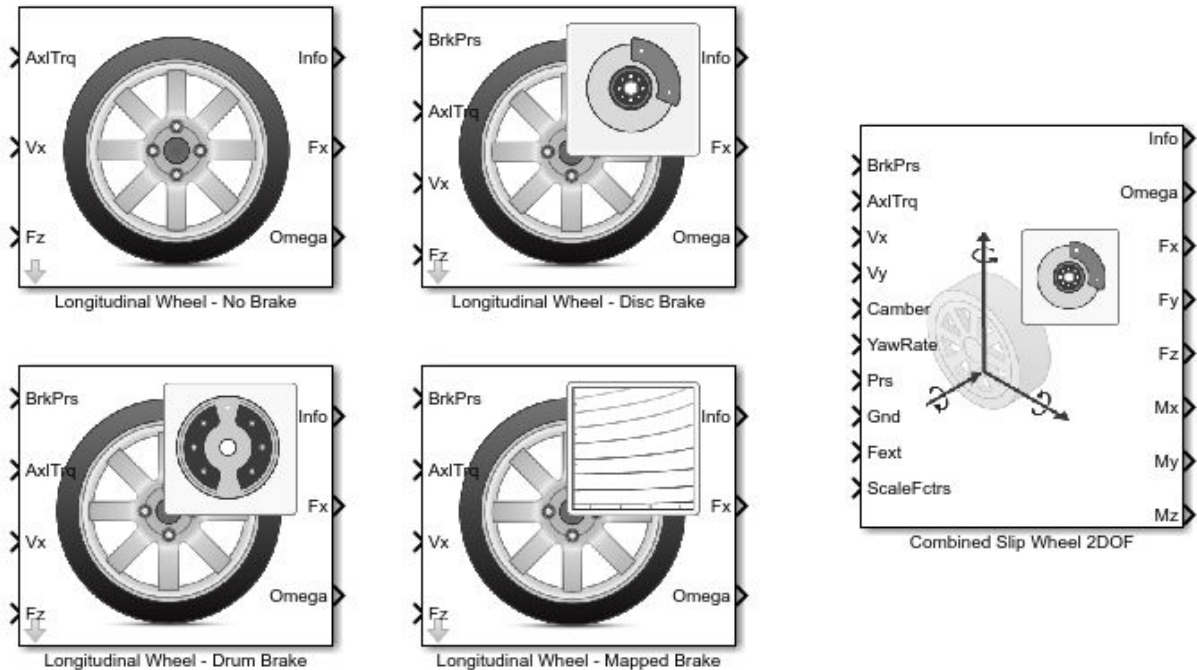 AxlTrq
Vx
Fz
Info
Fx
Omega
Longitudinal Wheel - No Brake
BrkPrs
AxlTrq
Vx
Fz
Info
Fx
Omega
Longitudinal Wheel - Disc Brake
BrkPrs
AxlTrq
Vx
Fz
Info
Fx
Omega
Longitudinal Wheel - Drum Brake
BrkPrs
AxlTrq
Vx
Fz
Info
Fx
Omega
Longitudinal Wheel - Mapped Brake
BrkPrs
AxlTrq
Vx
Vy
Camber
YawRate
Prs
Gnd
Fext
ScaleFctrs
Info
Omega
Fx
Fy
Fz
Mx
My
Mz
Combined Slip Wheel 2DOF